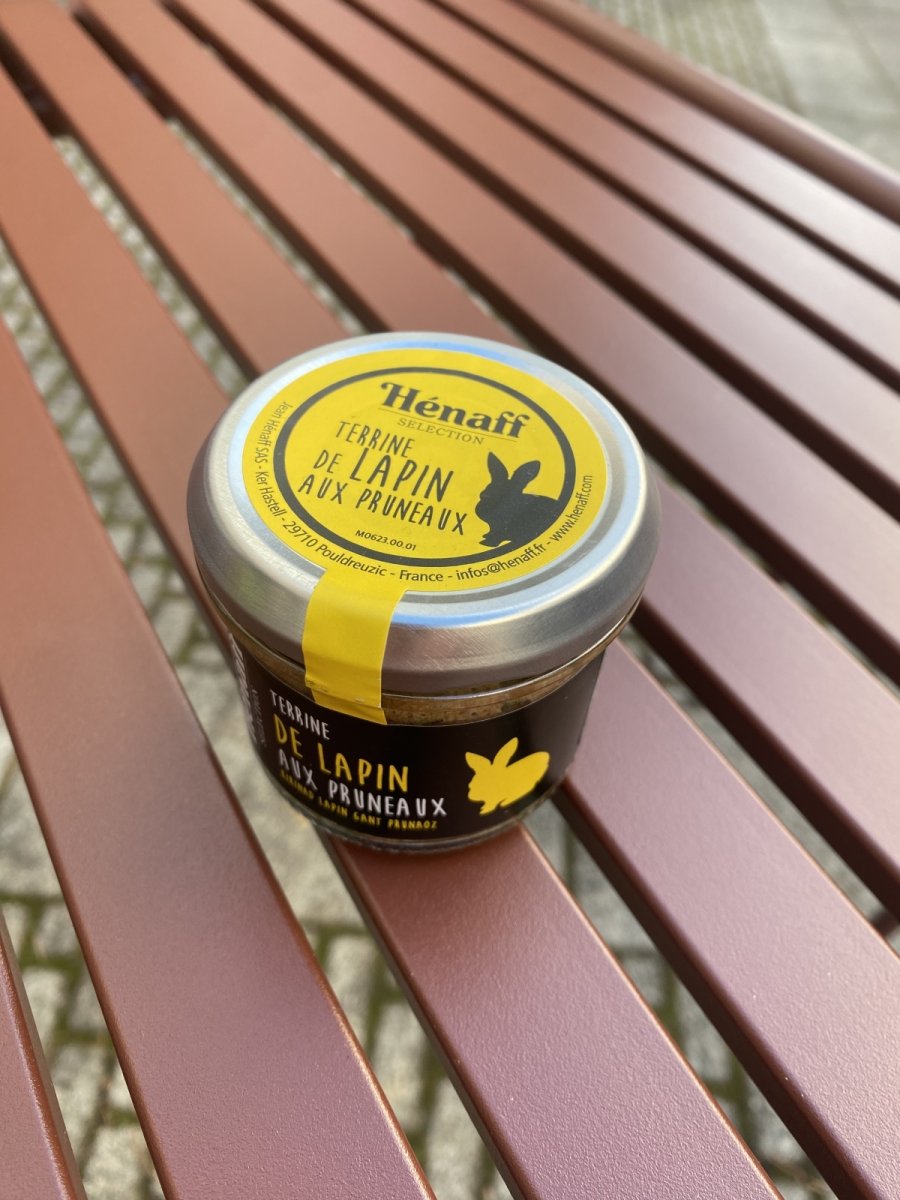 Hénaff
SELECTION
TERRINE
DE LAPIN
AUX PRUNEAUX
M0623.00.01
Jean Hénaff SAS - Ker Hastell - 29710 Pouldreuzic - France - infos@henaff.fr - www.henaff.com
TERRINE
DE LAPIN
AUX PRUNEAUX
LAPIN GANT PRUNAOZ